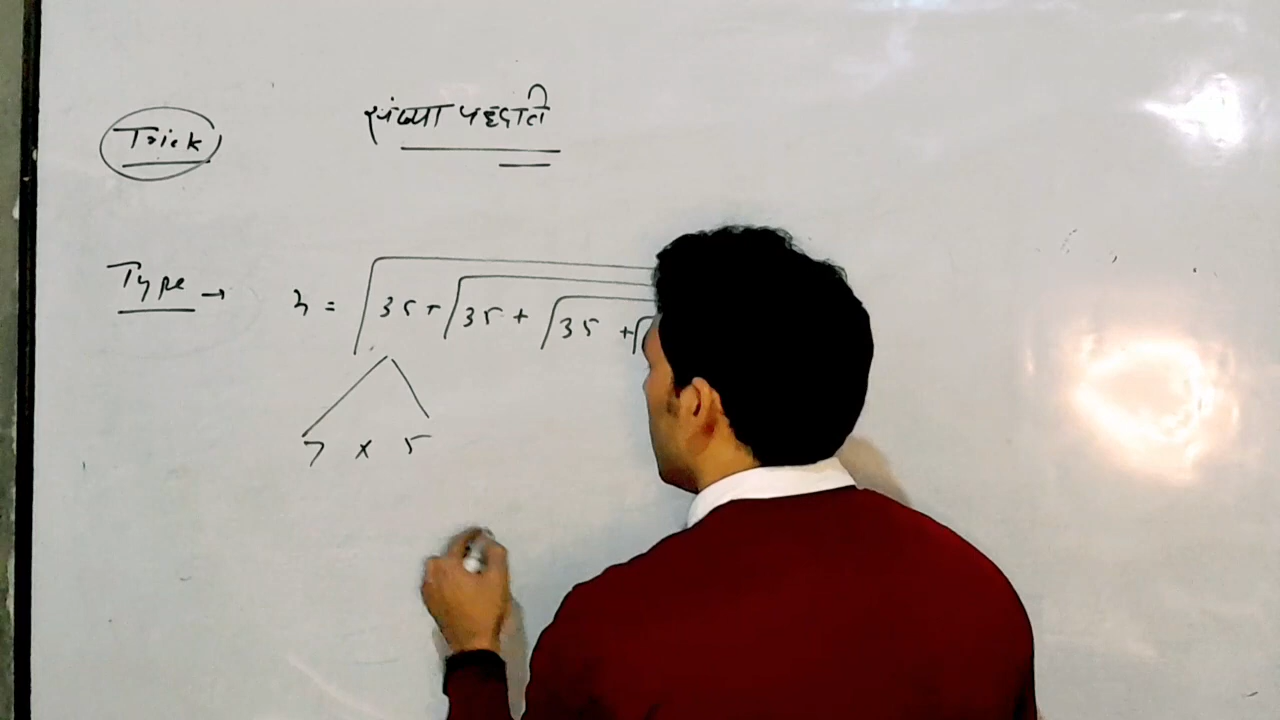 Trick
संख्या पद्धति
Type → x = √35+√35+√35+√
7 x 5